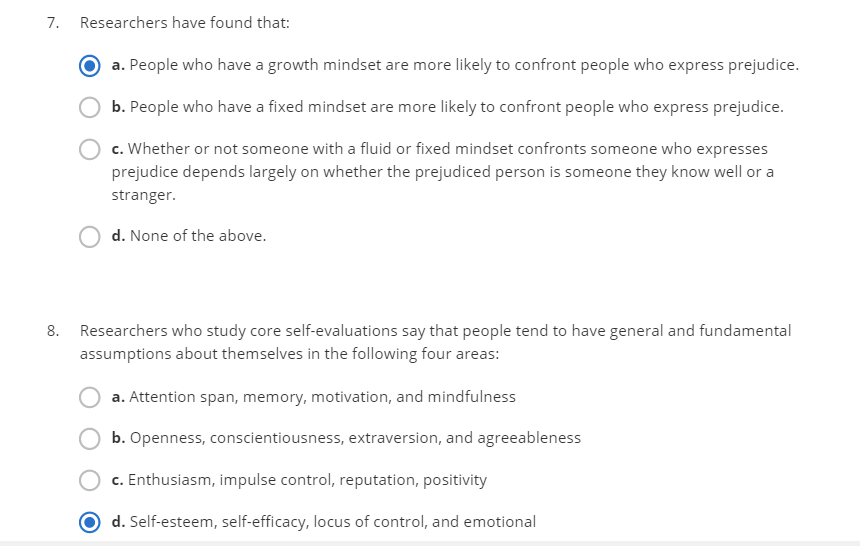 7. Researchers have found that:
a. People who have a growth mindset are more likely to confront people who express prejudice.
b. People who have a fixed mindset are more likely to confront people who express prejudice.
c. Whether or not someone with a fluid or fixed mindset confronts someone who expresses
prejudice depends largely on whether the prejudiced person is someone they know well or a
stranger.
d. None of the above.
8. Researchers who study core self-evaluations say that people tend to have general and fundamental
assumptions about themselves in the following four areas:
a. Attention span, memory, motivation, and mindfulness
b. Openness, conscientiousness, extraversion, and agreeableness
c. Enthusiasm, impulse control, reputation, positivity
d. Self-esteem, self-efficacy, locus of control, and emotional